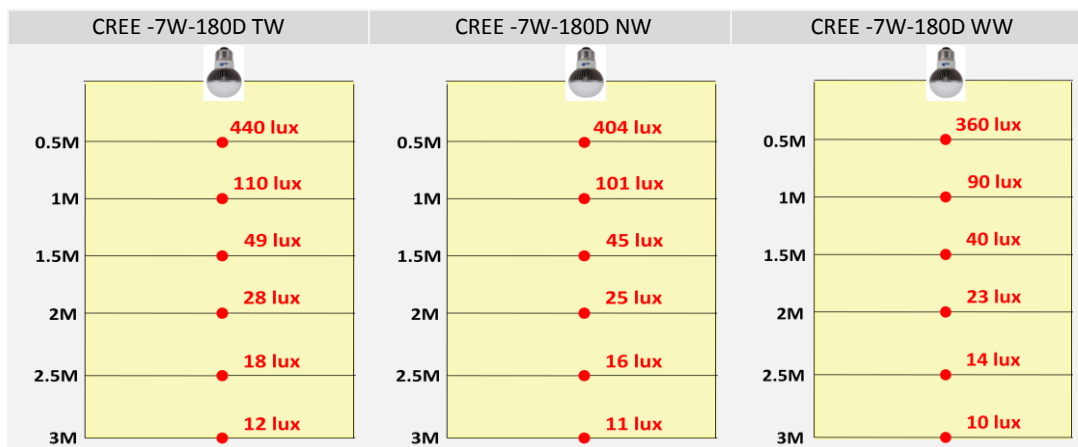 CREE -7W-180D TW
CREE -7W-180D NW
CREE -7W-180D WW
0.5M
440 lux
1M
110 lux
1.5M
49 lux
2M
28 lux
2.5M
18 lux
3M
12 lux
0.5M
404 lux
1M
101 lux
1.5M
45 lux
2M
25 lux
2.5M
16 lux
3M
11 lux
0.5M
360 lux
1M
90 lux
1.5M
40 lux
2M
23 lux
2.5M
14 lux
3M
10 lux